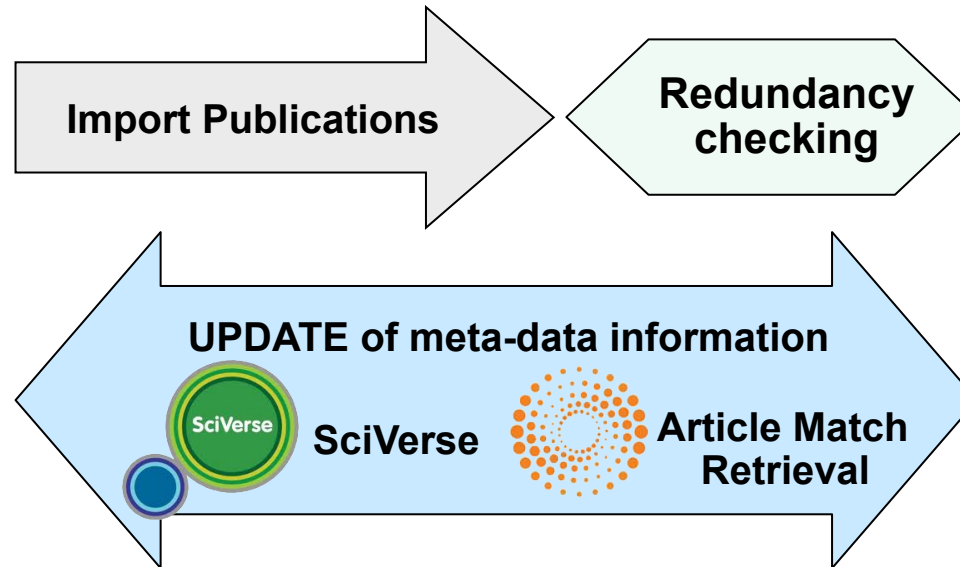 Import Publications
Redundancy
checking
UPDATE of meta-data information
SciVerse
SciVerse
Article Match
Retrieval